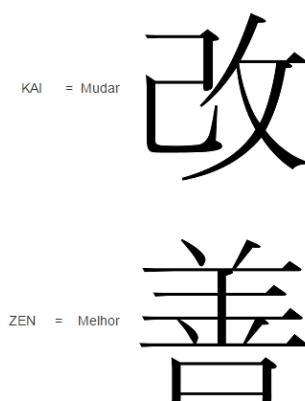 KAI = Mudar 改
ZEN = Melhor 善